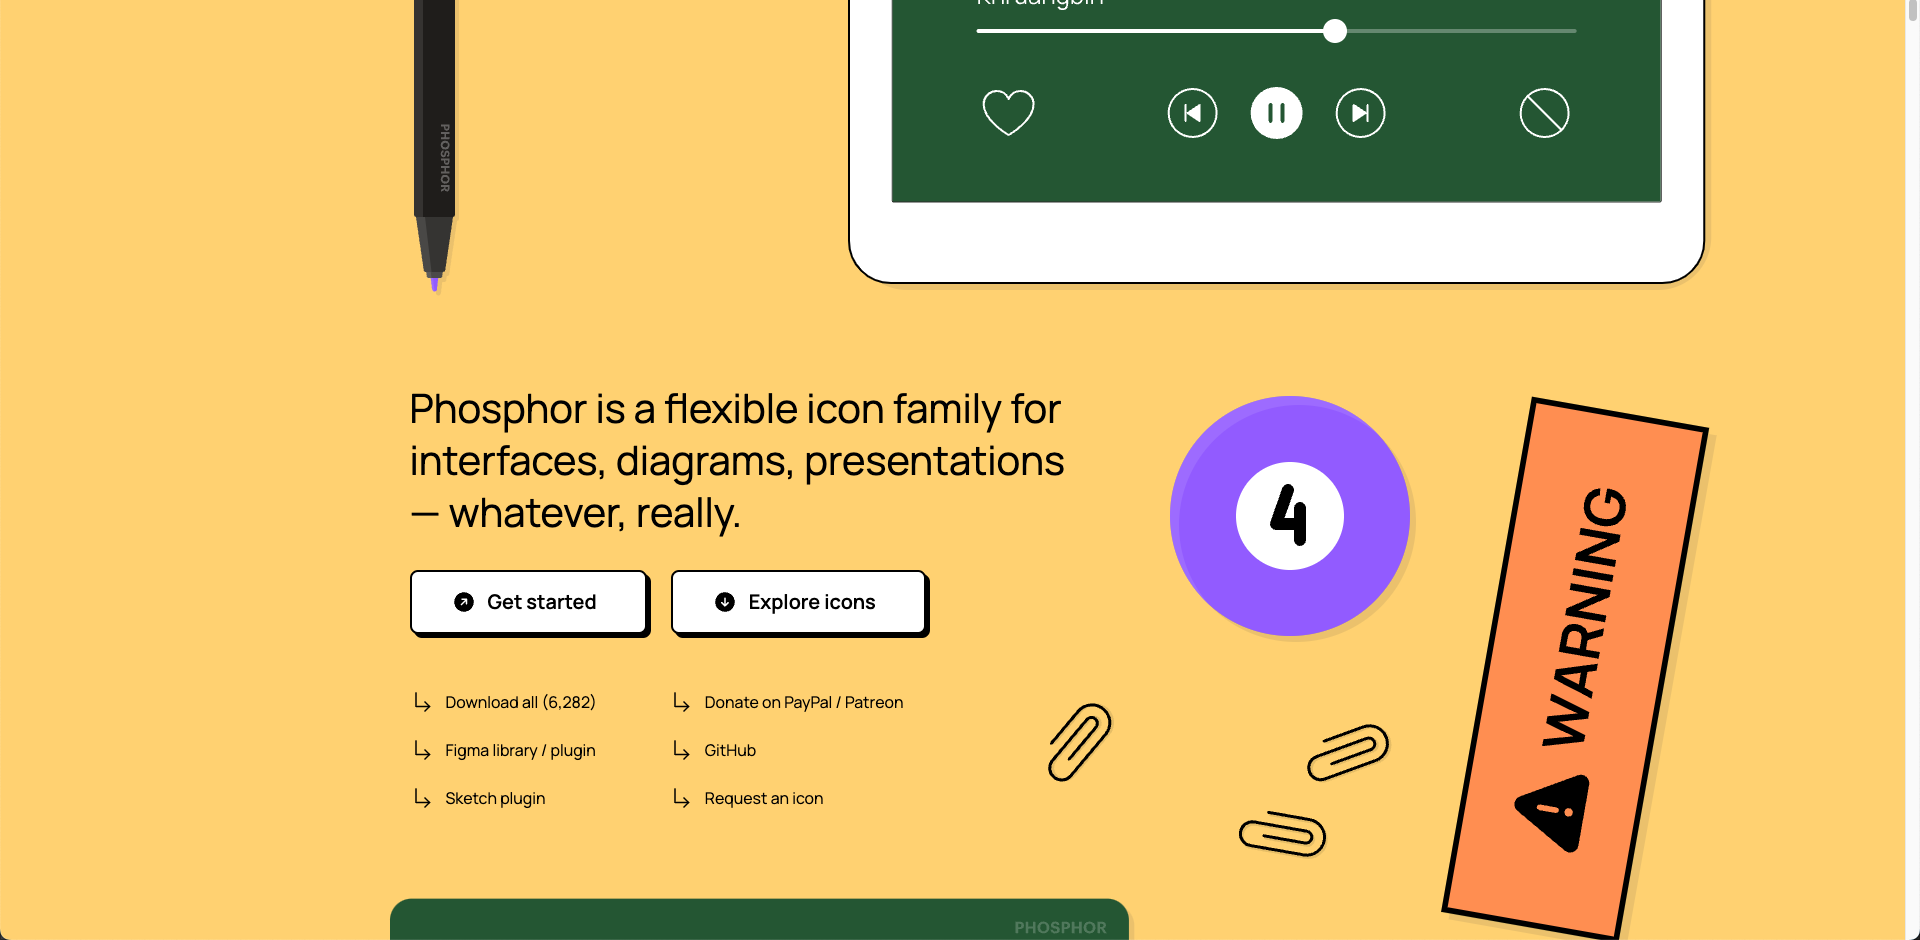 Khruangbin
PHOSPHOR
Phosphor is a flexible icon family for
interfaces, diagrams, presentations
— whatever, really.
4
WARNING
Get started
Explore icons
Download all (6,282)
Donate on PayPal / Patreon
Figma library / plugin
GitHub
Sketch plugin
Request an icon
PHOSPHOR